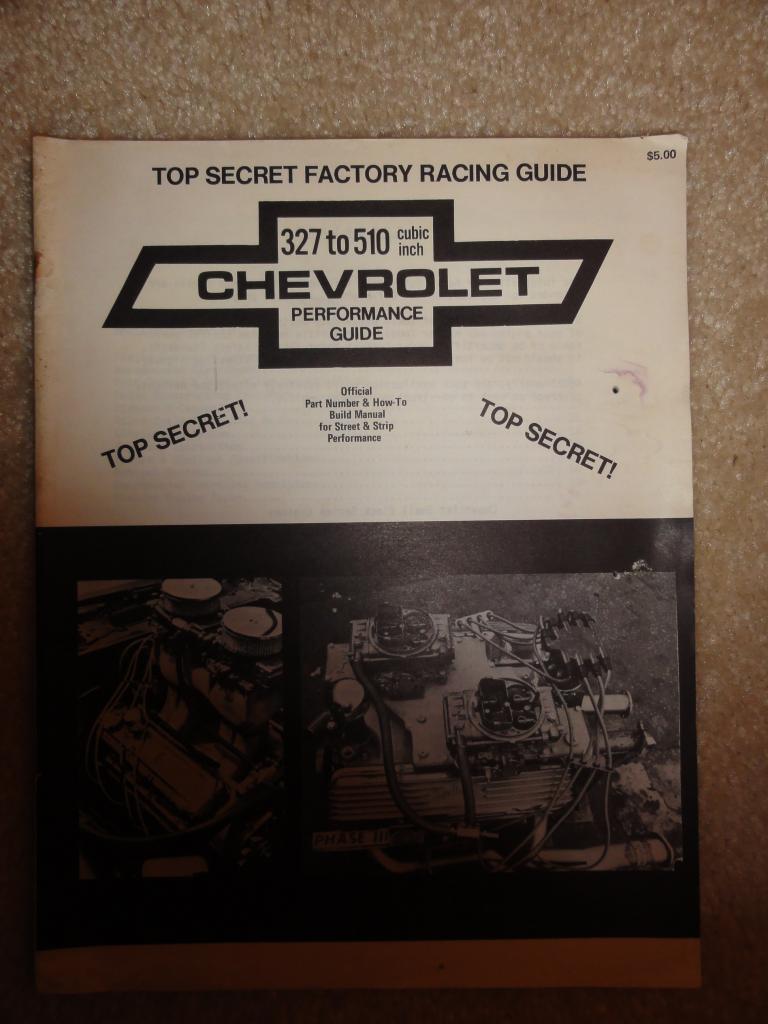 $5.00
TOP SECRET FACTORY RACING GUIDE
327 to 510 cubic inch
CHEVROLET
PERFORMANCE
GUIDE
Official
Part Number & How-To
Build Manual
for Street & Strip
Performance
TOP SECRET!
TOP SECRET!
PHASE III